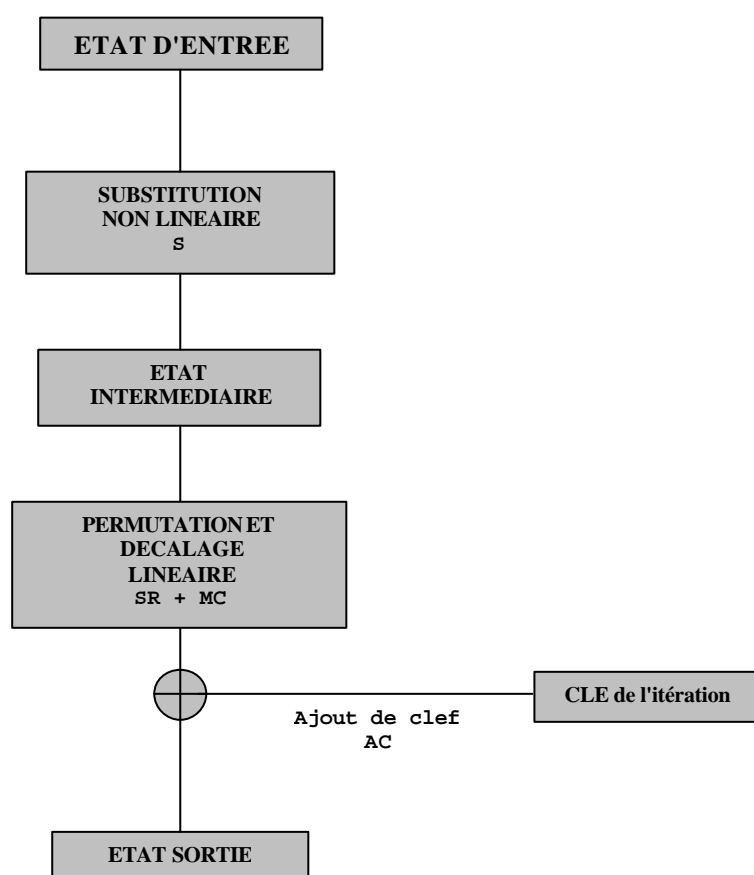 ETAT D'ENTREE
SUBSTITUTION
NON LINEAIRE
S
ETAT
INTERMEDIAIRE
PERMUTATION ET
DECALAGE
LINEAIRE
SR + MC
CLE de l'itération
Ajout de clef
AC
ETAT SORTIE